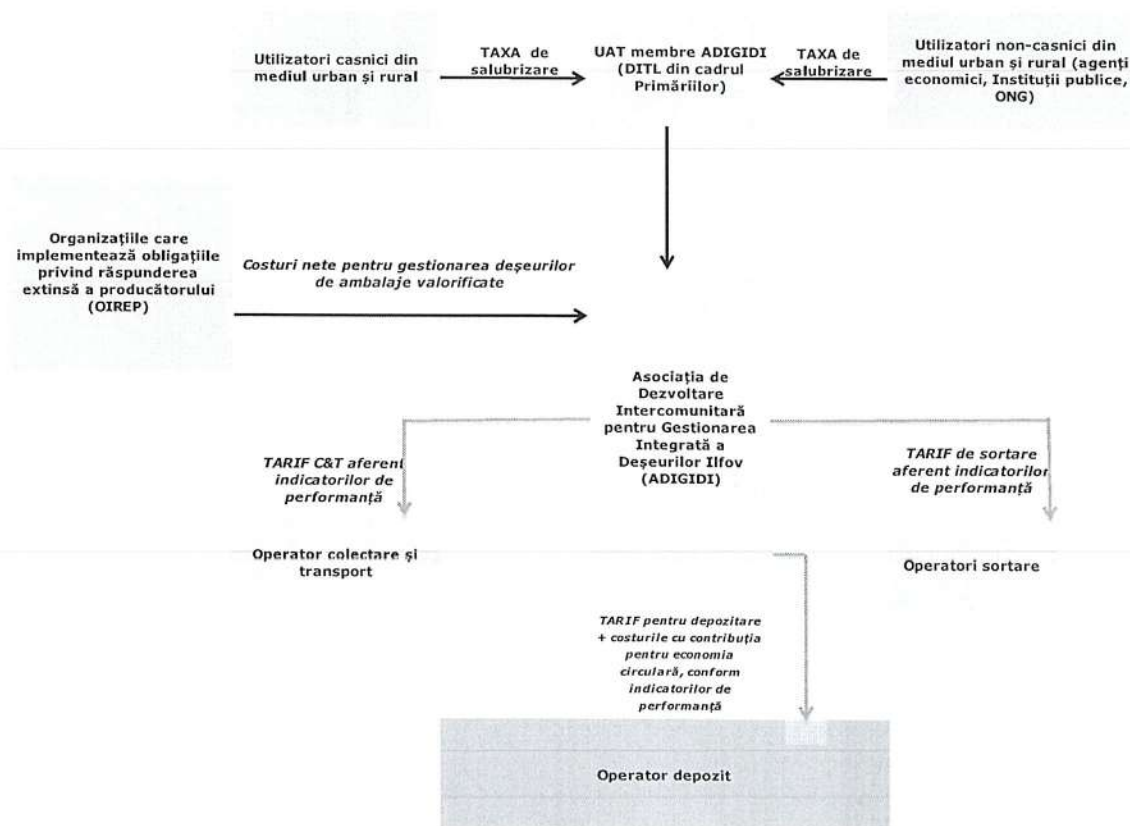 Utilizatori casnici din
mediul urban și rural
TAXA de
salubrizare
UAT membre ADIGIDI
(DITL din cadrul
Primăriilor)
TAXA de
salubrizare
Utilizatori non-casnici din
mediul urban și rural (agenți
economici, Instituții publice,
ONG)
Organizațiile care
implementează obligațiile
privind răspunderea
extinsă a producătorului
(OIREP)
Costuri nete pentru gestionarea deșeurilor
de ambalaje valorificate
Asociația de
Dezvoltare
Intercomunitară
pentru Gestionarea
Integrată a
Deșeurilor Ilfov
(ADIGIDI)
TARIF C&T aferent
indicatorilor de
performanță
TARIF de sortare
aferent indicatorilor
de performanță
Operator colectare și
transport
Operatori sortare
TARIF pentru depozitare
+ costurile cu contribuția
pentru economia
circulară, conform
indicatorilor de
performanță
Operator depozit